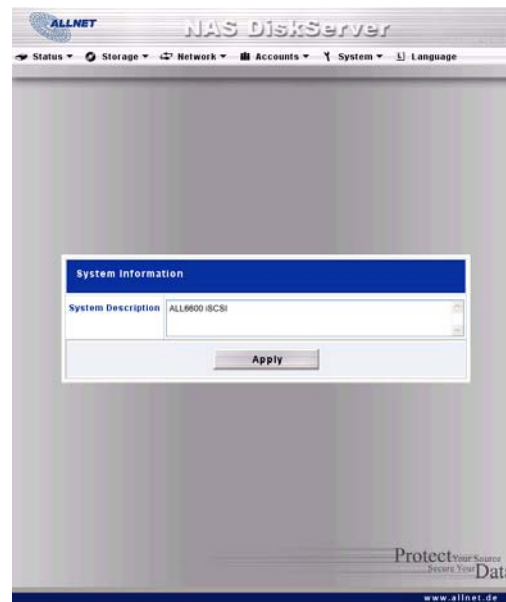 ALLNET
NAS DiskServer
Status Storage Network Accounts System Language
System Information
System Description ALL6600 iSCSI
Apply
Protect Your Source
Secure Your Data
www.allnet.de